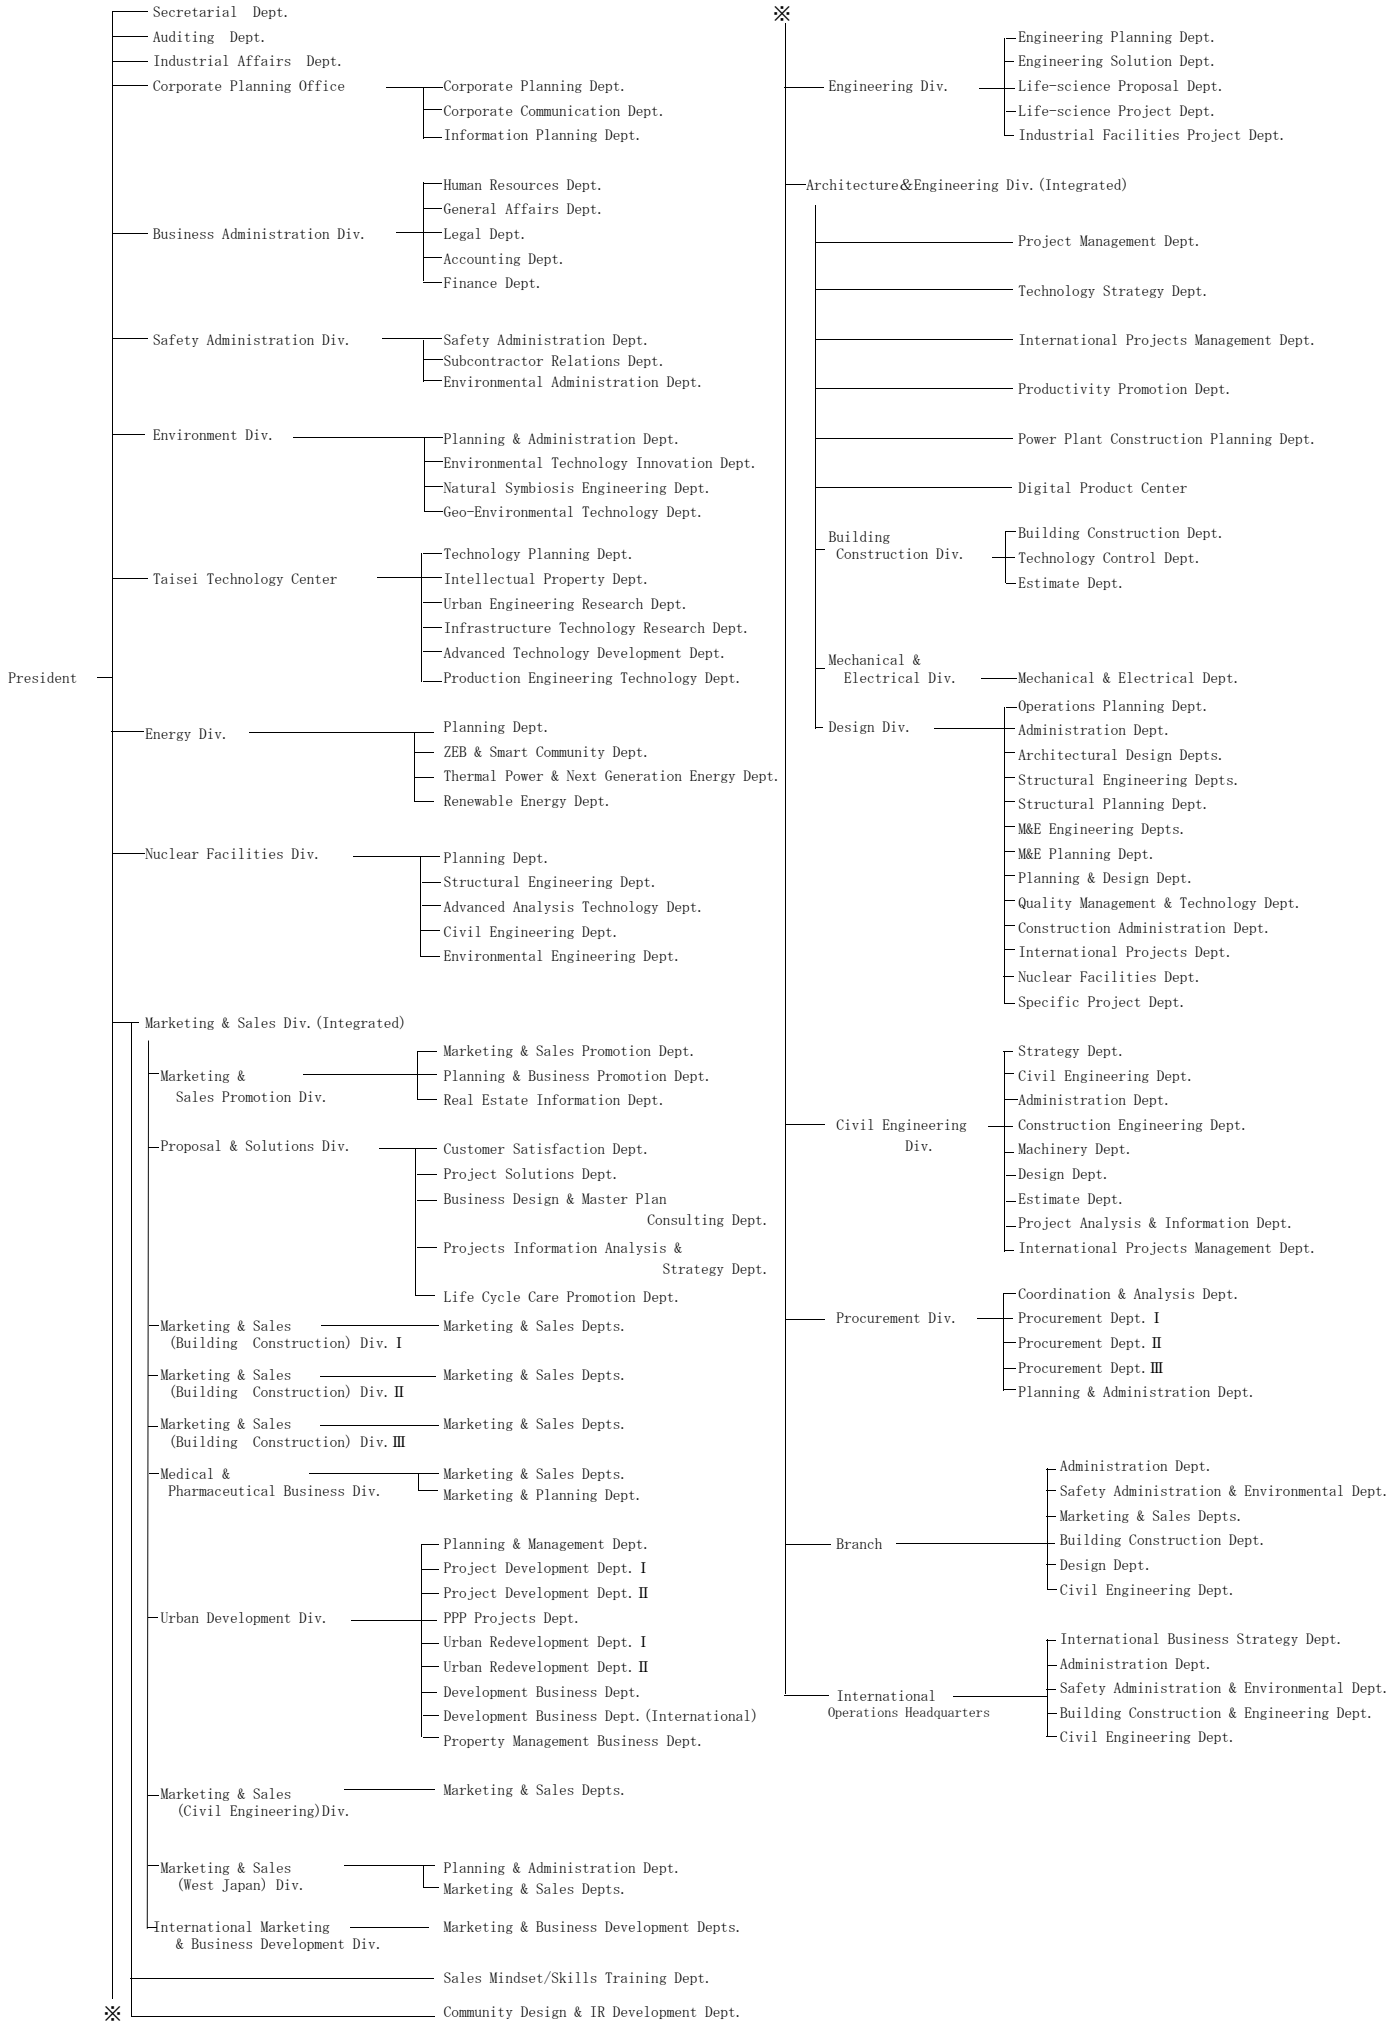 Secretarial Dept.
Auditing Dept.
Industrial Affairs Dept.
Corporate Planning Office
Corporate Planning Dept.
Corporate Communication Dept.
Information Planning Dept.
Business Administration Div.
Human Resources Dept.
General Affairs Dept.
Legal Dept.
Accounting Dept.
Finance Dept.
Safety Administration Div.
Safety Administration Dept.
Subcontractor Relations Dept.
Environmental Administration Dept.
Environment Div.
Planning & Administration Dept.
Environmental Technology Innovation Dept.
Natural Symbiosis Engineering Dept.
Geo-Environmental Technology Dept.
Taisei Technology Center
Technology Planning Dept.
Intellectual Property Dept.
Urban Engineering Research Dept.
Infrastructure Technology Research Dept.
Advanced Technology Development Dept.
Production Engineering Technology Dept.
President
Energy Div.
Planning Dept.
ZEB & Smart Community Dept.
Thermal Power & Next Generation Energy Dept.
Renewable Energy Dept.
Nuclear Facilities Div.
Planning Dept.
Structural Engineering Dept.
Advanced Analysis Technology Dept.
Civil Engineering Dept.
Environmental Engineering Dept.
Marketing & Sales Div.(Integrated)
Marketing &
Sales Promotion Div.
Marketing & Sales Promotion Dept.
Planning & Business Promotion Dept.
Real Estate Information Dept.
Proposal & Solutions Div.
Customer Satisfaction Dept.
Project Solutions Dept.
Business Design & Master Plan
Consulting Dept.
Projects Information Analysis &
Strategy Dept.
Life Cycle Care Promotion Dept.
Marketing & Sales
(Building Construction) Div.Ⅰ
Marketing & Sales Depts.
Marketing & Sales
(Building Construction) Div.Ⅱ
Marketing & Sales Depts.
Marketing & Sales
(Building Construction) Div.Ⅲ
Marketing & Sales Depts.
Medical &
Pharmaceutical Business Div.
Marketing & Sales Depts.
Marketing & Planning Dept.
Urban Development Div.
Planning & Management Dept.
Project Development Dept.Ⅰ
Project Development Dept.Ⅱ
PPP Projects Dept.
Urban Redevelopment Dept.Ⅰ
Urban Redevelopment Dept.Ⅱ
Development Business Dept.
Development Business Dept.(International)
Property Management Business Dept.
Marketing & Sales
(Civil Engineering)Div.
Marketing & Sales Depts.
Marketing & Sales
(West Japan) Div.
Planning & Administration Dept.
Marketing & Sales Depts.
International Marketing
& Business Development Div.
Marketing & Business Development Depts.
Sales Mindset/Skills Training Dept.
Community Design & IR Development Dept.
※
※
Engineering Div.
Engineering Planning Dept.
Engineering Solution Dept.
Life-science Proposal Dept.
Life-science Project Dept.
Industrial Facilities Project Dept.
Architecture＆Engineering Div.(Integrated)
Project Management Dept.
Technology Strategy Dept.
International Projects Management Dept.
Productivity Promotion Dept.
Power Plant Construction Planning Dept.
Digital Product Center
Building
Construction Div.
Building Construction Dept.
Technology Control Dept.
Estimate Dept.
Mechanical &
Electrical Div.
Mechanical & Electrical Dept.
Design Div.
Operations Planning Dept.
Administration Dept.
Architectural Design Depts.
Structural Engineering Depts.
Structural Planning Dept.
M&E Engineering Depts.
M&E Planning Dept.
Planning & Design Dept.
Quality Management & Technology Dept.
Construction Administration Dept.
International Projects Dept.
Nuclear Facilities Dept.
Specific Project Dept.
Civil Engineering
Div.
Strategy Dept.
Civil Engineering Dept.
Administration Dept.
Construction Engineering Dept.
Machinery Dept.
Design Dept.
Estimate Dept.
Project Analysis & Information Dept.
International Projects Management Dept.
Procurement Div.
Coordination & Analysis Dept.
Procurement Dept.Ⅰ
Procurement Dept.Ⅱ
Procurement Dept.Ⅲ
Planning & Administration Dept.
Branch
Administration Dept.
Safety Administration & Environmental Dept.
Marketing & Sales Depts.
Building Construction Dept.
Design Dept.
Civil Engineering Dept.
International
Operations Headquarters
International Business Strategy Dept.
Administration Dept.
Safety Administration & Environmental Dept.
Building Construction & Engineering Dept.
Civil Engineering Dept.